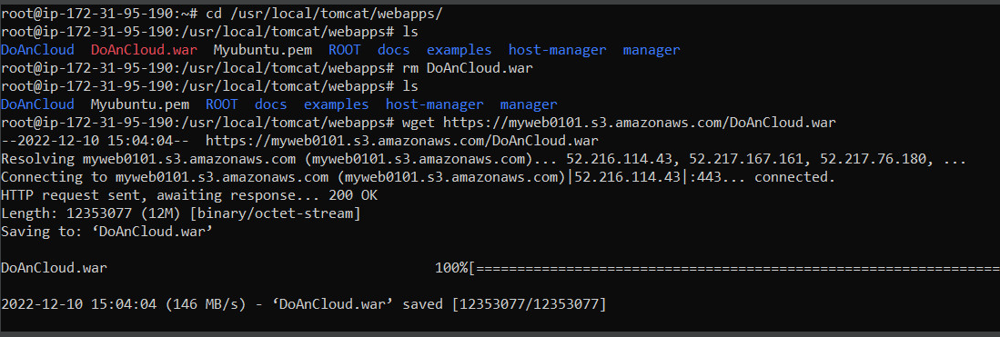 root@ip-172-31-95-190:~# cd /usr/local/tomcat/webapps/
root@ip-172-31-95-190:/usr/local/tomcat/webapps# ls
DoAnCloud  DoAnCloud.war  Myubuntu.pem  ROOT  docs  examples  host-manager  manager
root@ip-172-31-95-190:/usr/local/tomcat/webapps# rm DoAnCloud.war
root@ip-172-31-95-190:/usr/local/tomcat/webapps# ls
DoAnCloud  Myubuntu.pem  ROOT  docs  examples  host-manager  manager
root@ip-172-31-95-190:/usr/local/tomcat/webapps# wget https://myweb0101.s3.amazonaws.com/DoAnCloud.war
--2022-12-10 15:04:04--  https://myweb0101.s3.amazonaws.com/DoAnCloud.war
Resolving myweb0101.s3.amazonaws.com (myweb0101.s3.amazonaws.com)... 52.216.114.43, 52.217.167.161, 52.217.76.180, ...
Connecting to myweb0101.s3.amazonaws.com (myweb0101.s3.amazonaws.com)|52.216.114.43|:443... connected.
HTTP request sent, awaiting response... 200 OK
Length: 12353077 (12M) [binary/octet-stream]
Saving to: ‘DoAnCloud.war’
DoAnCloud.war                                        100%[================================================================
2022-12-10 15:04:04 (146 MB/s) - ‘DoAnCloud.war’ saved [12353077/12353077]